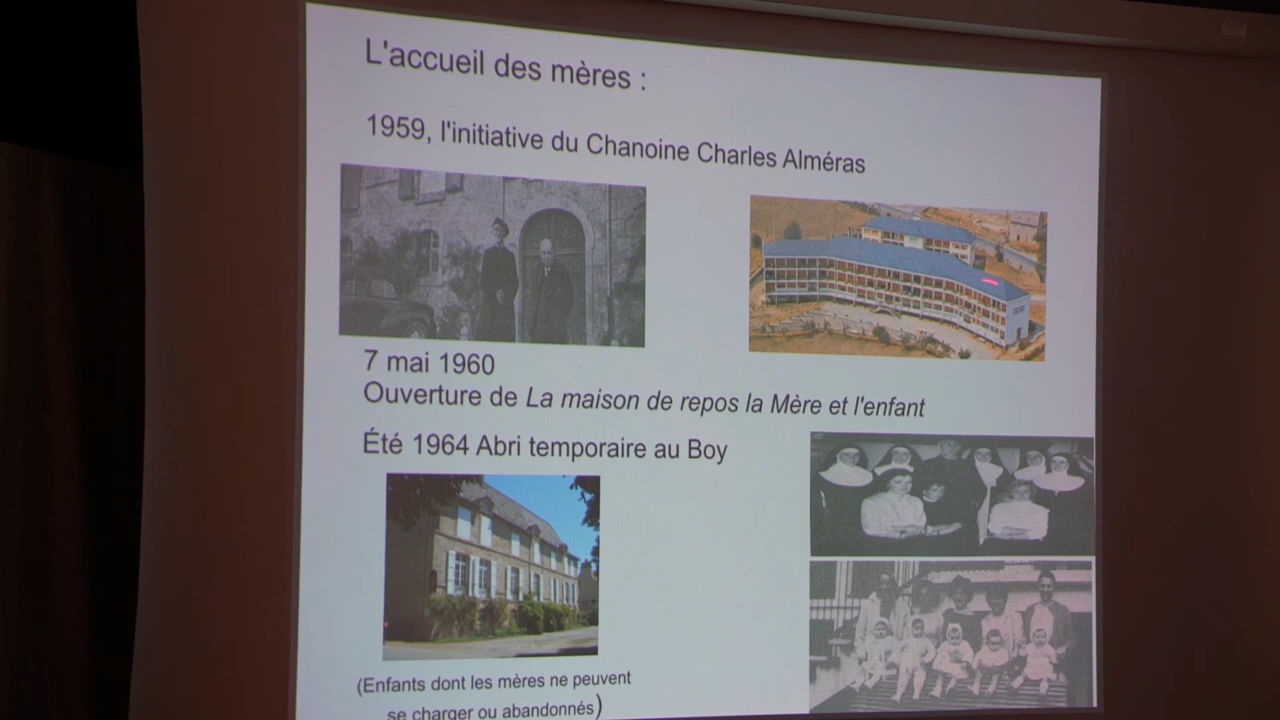 L'accueil des mères :
1959, l'initiative du Chanoine Charles Alméras
7 mai 1960
Ouverture de La maison de repos la Mère et l'enfant
Été 1964 Abri temporaire au Boy
(Enfants dont les mères ne peuvent
se charger ou abandonnés)